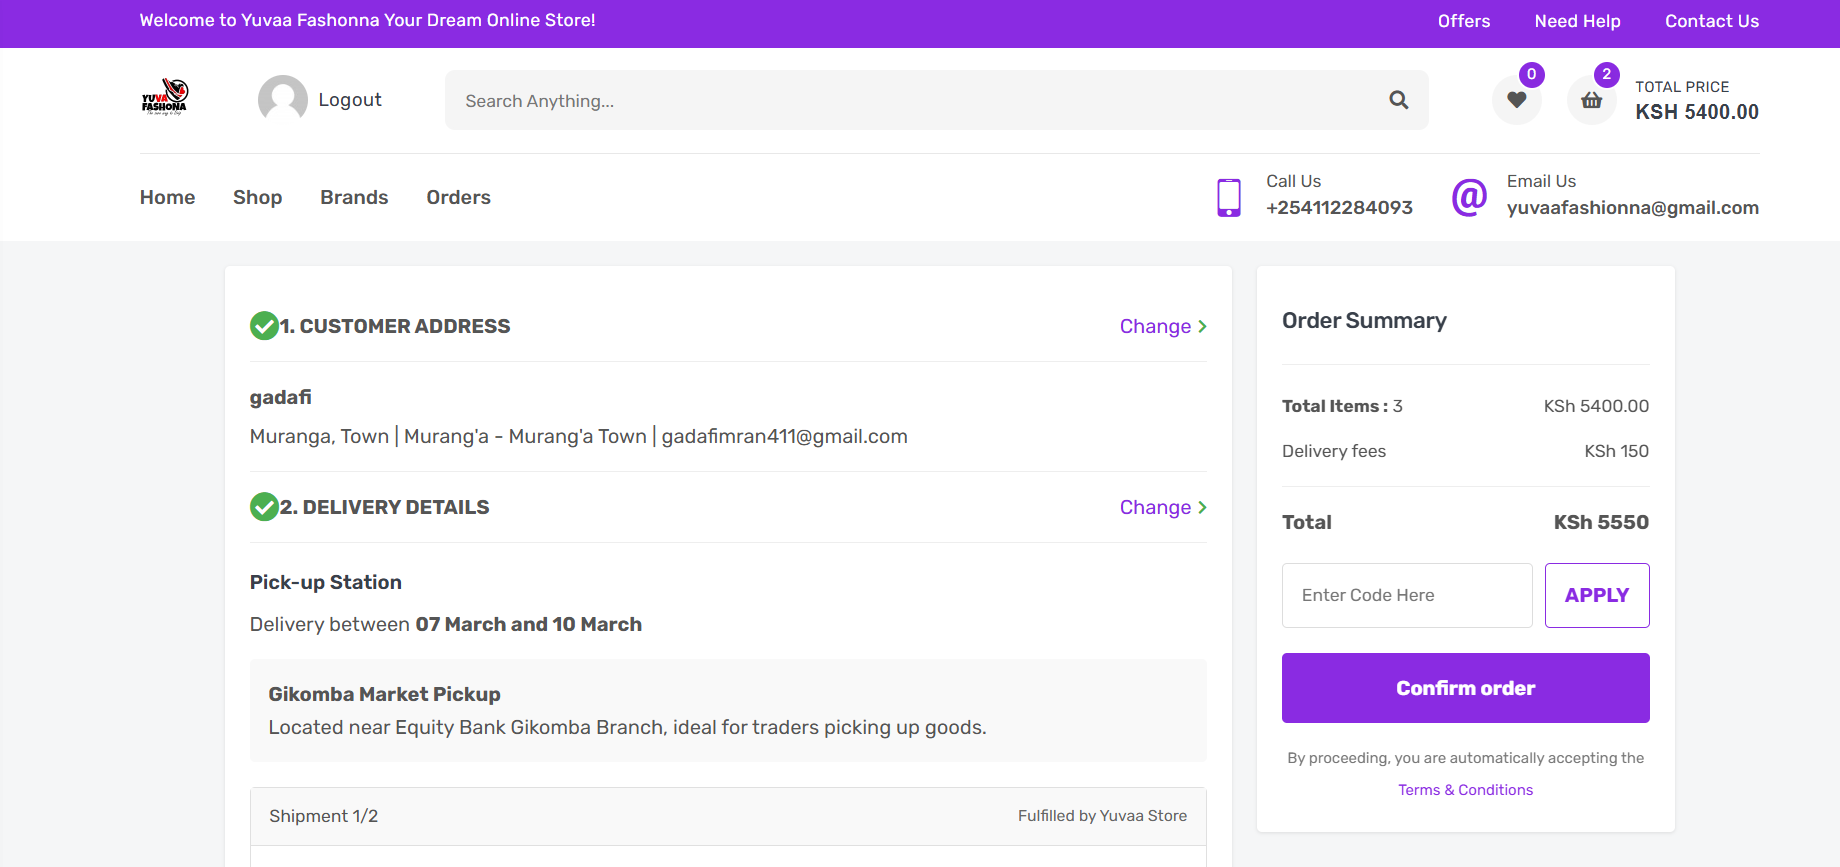 Welcome to Yuvaa Fashonna Your Dream Online Store!
Offers Need Help Contact Us
YUVA
FASHONA
Logout
Search Anything...
0
2
TOTAL PRICE
KSH 5400.00
Home Shop Brands Orders
Call Us
+254112284093
@
Email Us
yuvaafashionna@gmail.com
1. CUSTOMER ADDRESS
Change
gadafi
Muranga, Town | Murang'a - Murang'a Town | gadafimran411@gmail.com
2. DELIVERY DETAILS
Change
Pick-up Station
Delivery between 07 March and 10 March
Gikomba Market Pickup
Located near Equity Bank Gikomba Branch, ideal for traders picking up goods.
Shipment 1/2
Fulfilled by Yuvaa Store
Order Summary
Total Items : 3 KSh 5400.00
Delivery fees KSh 150
Total KSh 5550
Enter Code Here
APPLY
Confirm order
By proceeding, you are automatically accepting the
Terms & Conditions